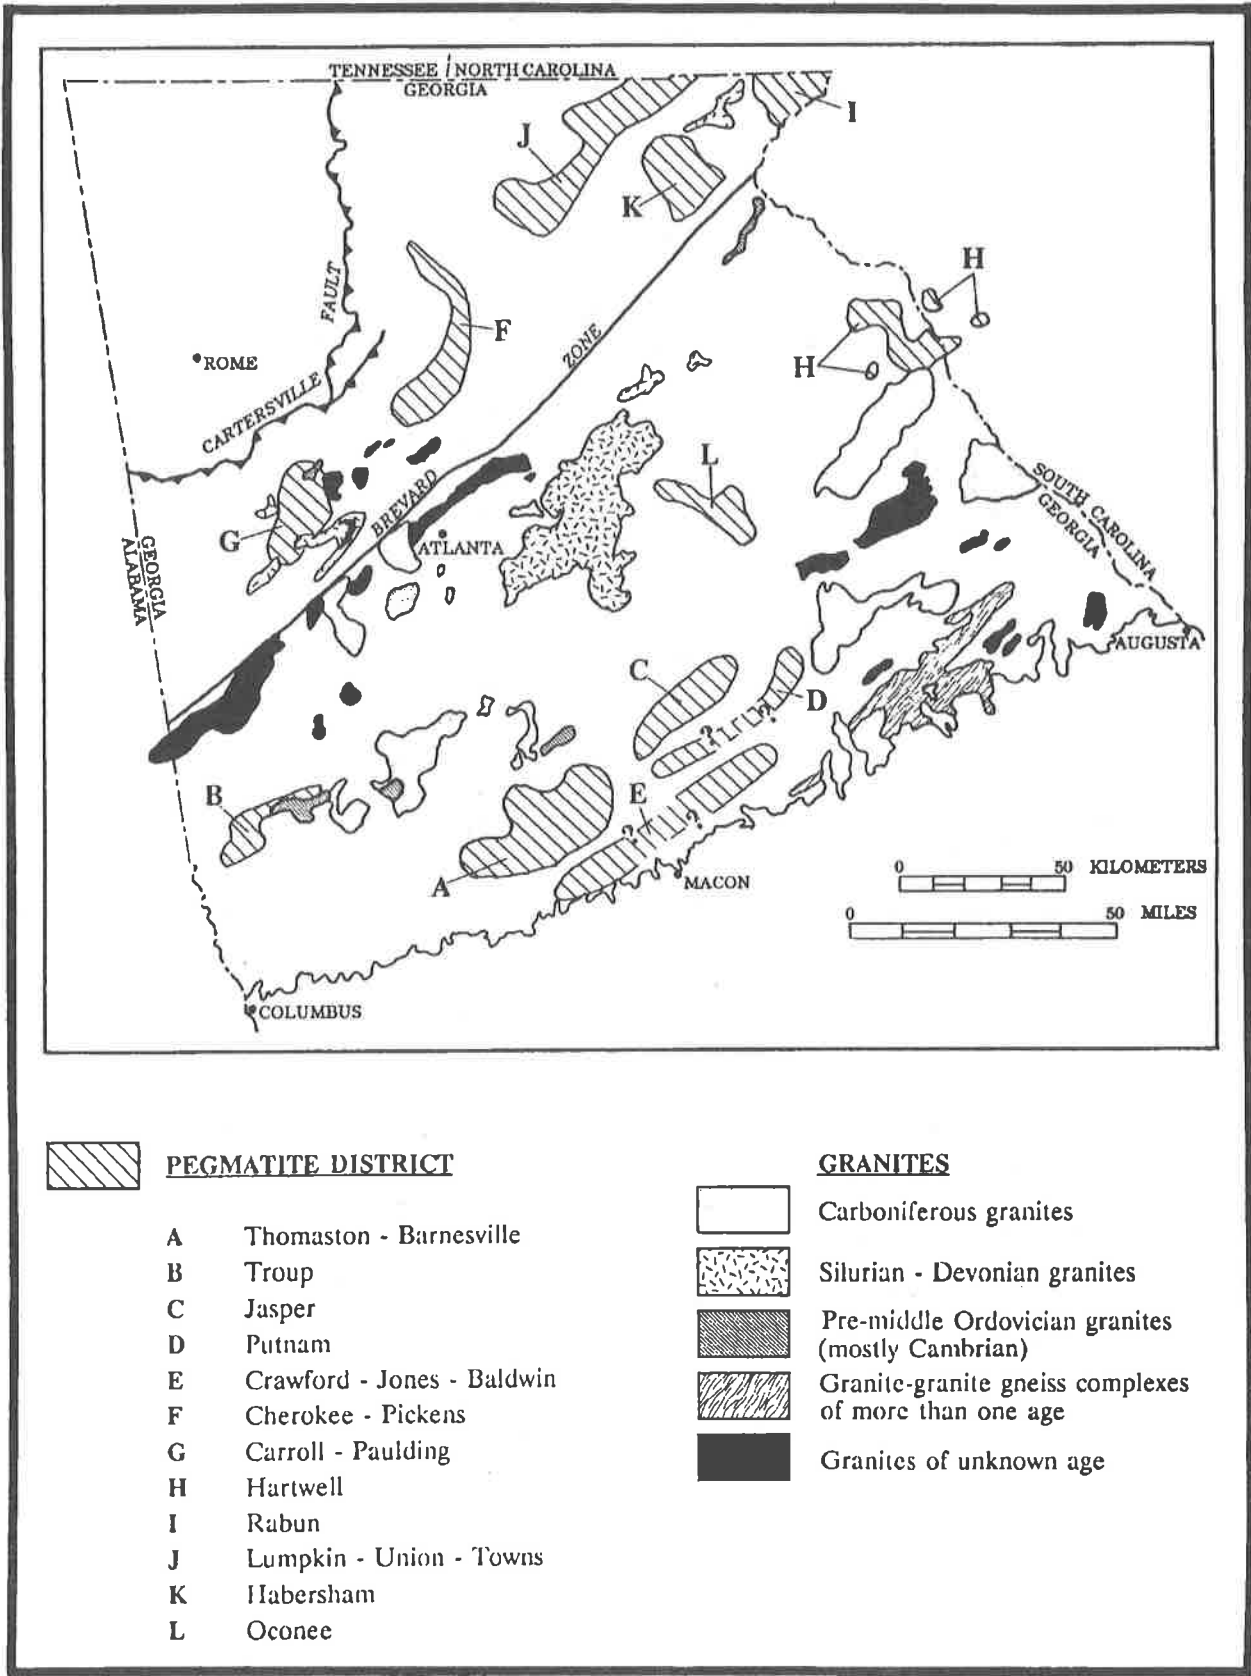 TENNESSEE / NORTH CAROLINA
GEORGIA
I
J
K
H
FAULT
F
ZONE
ROME
H
CARTERSVILLE
L
BREVARD
SOUTH CAROLINA
GEORGIA
G
ATLANTA
GEORGIA
ALABAMA
AUGUSTA
C
D
?
?
B
E
?
?
A
MACON
0 50 KILOMETERS
0 50 MILES
COLUMBUS
PEGMATITE DISTRICT
A Thomaston - Barnesville
B Troup
C Jasper
D Putnam
E Crawford - Jones - Baldwin
F Cherokee - Pickens
G Carroll - Paulding
H Hartwell
I Rabun
J Lumpkin - Union - Towns
K Habersham
L Oconee
GRANITES
Carboniferous granites
Silurian - Devonian granites
Pre-middle Ordovician granites
(mostly Cambrian)
Granite-granite gneiss complexes
of more than one age
Granites of unknown age